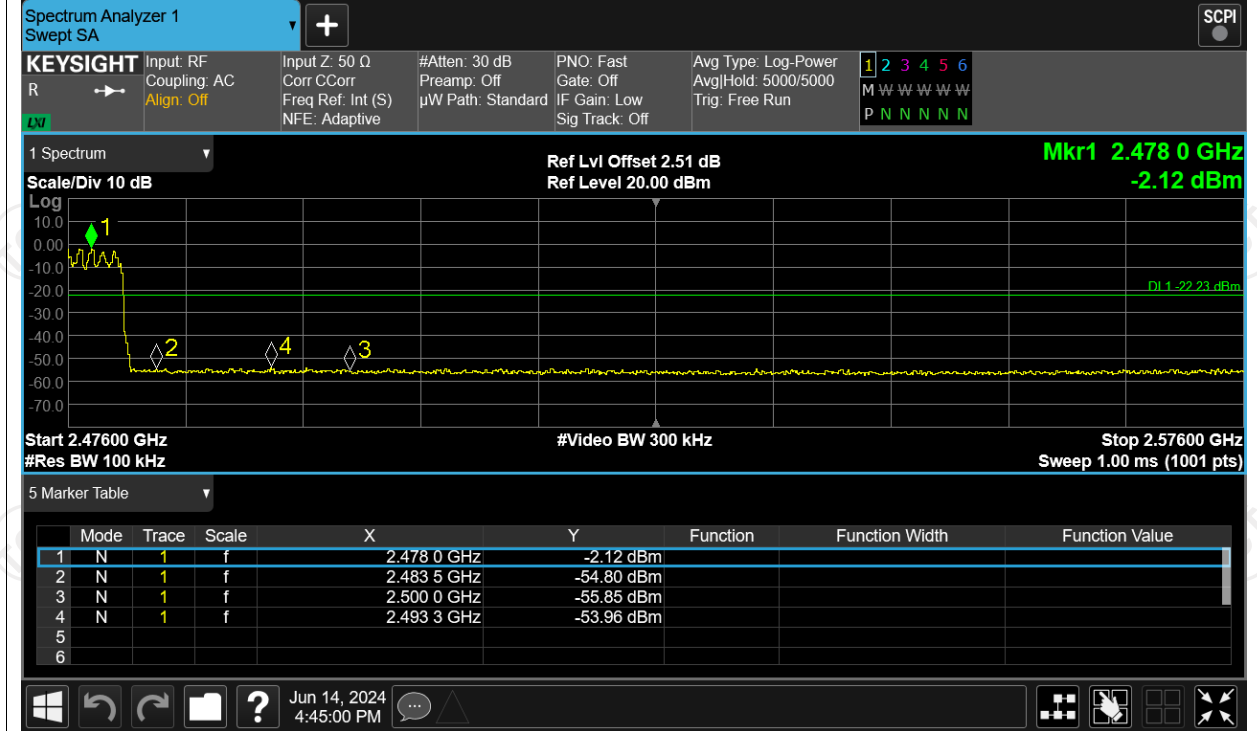 Spectrum Analyzer 1
Swept SA
+
SCPI
KEYSIGHT
R
LXI
Input: RF
Coupling: AC
Align: Off
Input Z: 50 Ω
Corr CCorr
Freq Ref: Int (S)
NFE: Adaptive
#Atten: 30 dB
Preamp: Off
µW Path: Standard
PNO: Fast
Gate: Off
IF Gain: Low
Sig Track: Off
Avg Type: Log-Power
Avg|Hold: 5000/5000
Trig: Free Run
1 2 3 4 5 6
M W W W W W
P N N N N N
1 Spectrum
Scale/Div 10 dB
Ref Lvl Offset 2.51 dB
Ref Level 20.00 dBm
Mkr1 2.478 0 GHz
-2.12 dBm
Log
10.0
0.00
-10.0
-20.0
-30.0
-40.0
-50.0
-60.0
-70.0
1
DL1 -22.23 dBm
2
4
3
Start 2.47600 GHz
#Res BW 100 kHz
#Video BW 300 kHz
Stop 2.57600 GHz
Sweep 1.00 ms (1001 pts)
5 Marker Table
Mode Trace Scale X Y Function Function Width Function Value
1 N 1 f 2.478 0 GHz -2.12 dBm
2 N 1 f 2.483 5 GHz -54.80 dBm
3 N 1 f 2.500 0 GHz -55.85 dBm
4 N 1 f 2.493 3 GHz -53.96 dBm
5
6
?
Jun 14, 2024
4:45:00 PM